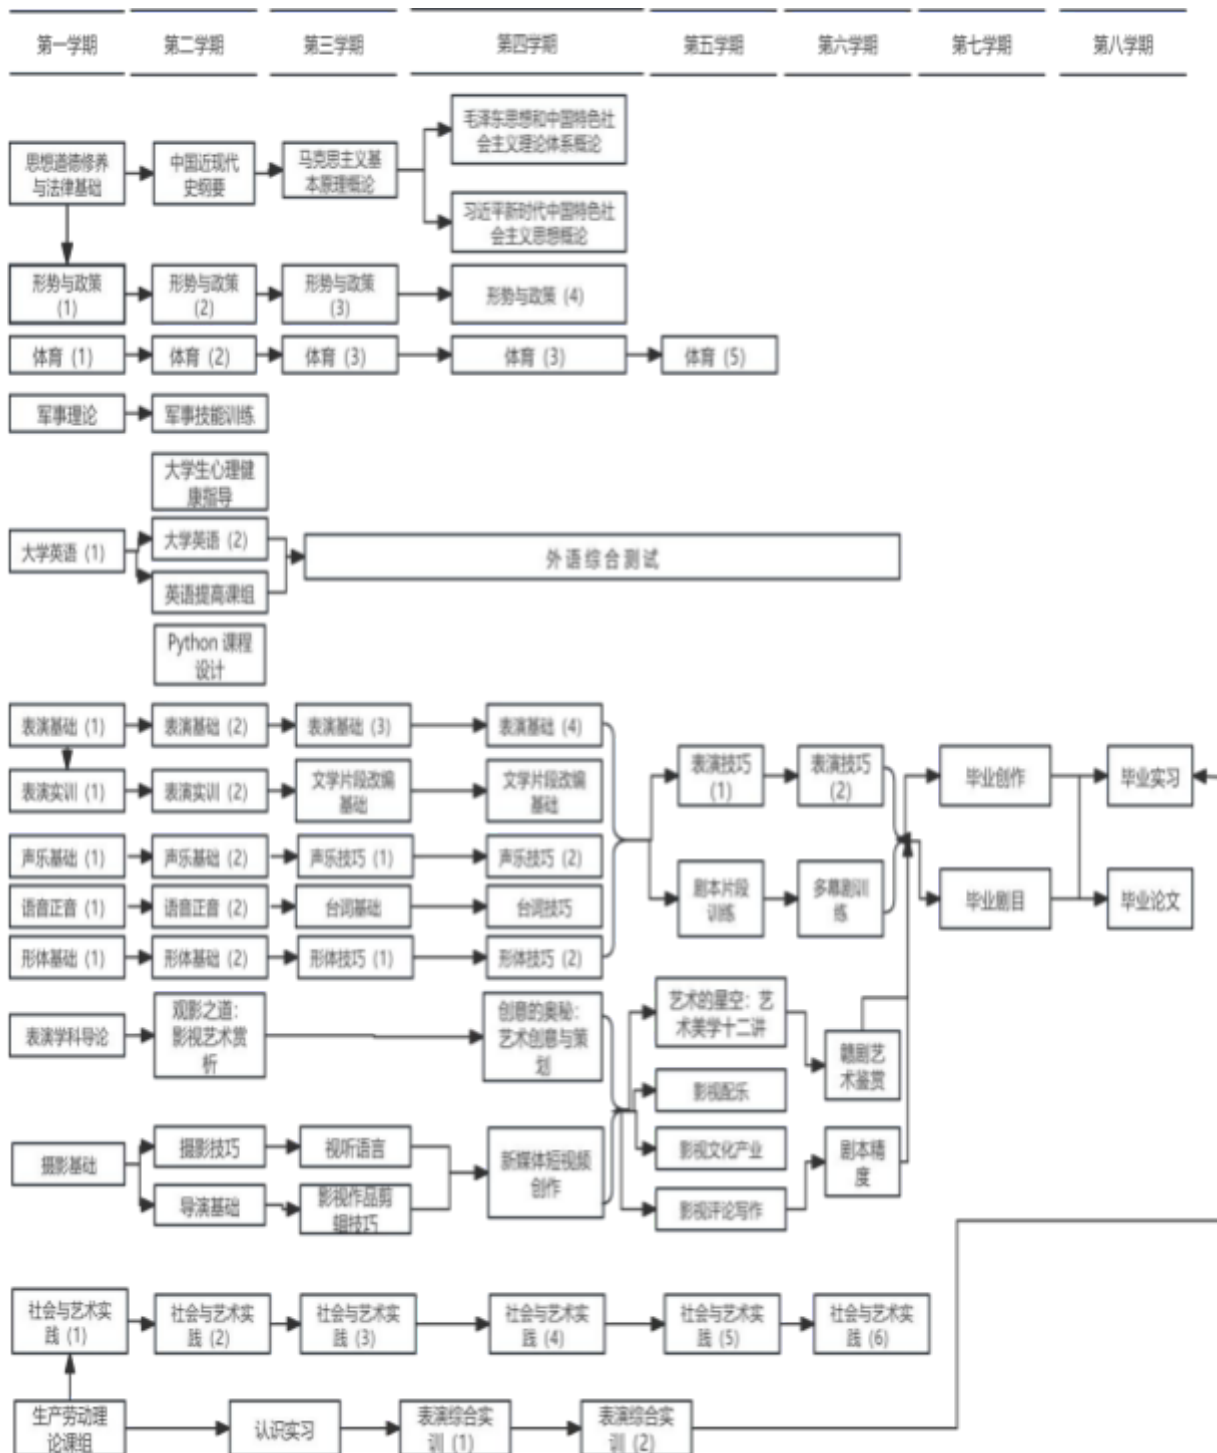 第一学期
第二学期
第三学期
第四学期
第五学期
第六学期
第七学期
第八学期
毛泽东思想和中国特色社
会主义理论体系概论
思想道德修养
与法律基础
中国近现代
史纲要
马克思主义基
本原理概论
习近平新时代中国特色社
会主义思想概论
形势与政策
(1)
形势与政策
(2)
形势与政策
(3)
形势与政策 (4)
体育 (1)
体育 (2)
体育 (3)
体育 (3)
体育 (5)
军事理论
军事技能训练
大学生心理健
康指导
大学英语 (1)
大学英语 (2)
英语提高课组
外语综合测试
Python 课程
设计
表演基础 (1)
表演基础 (2)
表演基础 (3)
表演基础 (4)
表演实训 (1)
表演实训 (2)
文学片段改编
基础
文学片段改编
基础
表演技巧
(1)
表演技巧
(2)
毕业创作
毕业实习
声乐基础 (1)
声乐基础 (2)
声乐技巧 (1)
声乐技巧 (2)
语音正音 (1)
语音正音 (2)
台词基础
台词技巧
剧本片段
训练
多幕剧训
练
毕业剧目
毕业论文
形体基础 (1)
形体基础 (2)
形体技巧 (1)
形体技巧 (2)
表演学科导论
观影之道：
影视艺术赏
析
创意的奥秘：
艺术创意与策
划
艺术的星空：艺
术美学十二讲
赣剧艺
术鉴赏
影视配乐
影视文化产业
影视评论写作
剧本精
度
摄影基础
摄影技巧
视听语言
导演基础
影视作品剪
辑技巧
新媒体短视频
创作
社会与艺术实
践 (1)
社会与艺术实
践 (2)
社会与艺术实
践 (3)
社会与艺术实
践 (4)
社会与艺术实
践 (5)
社会与艺术实
践 (6)
生产劳动理
论课组
认识实习
表演综合实
训 (1)
表演综合实
训 (2)